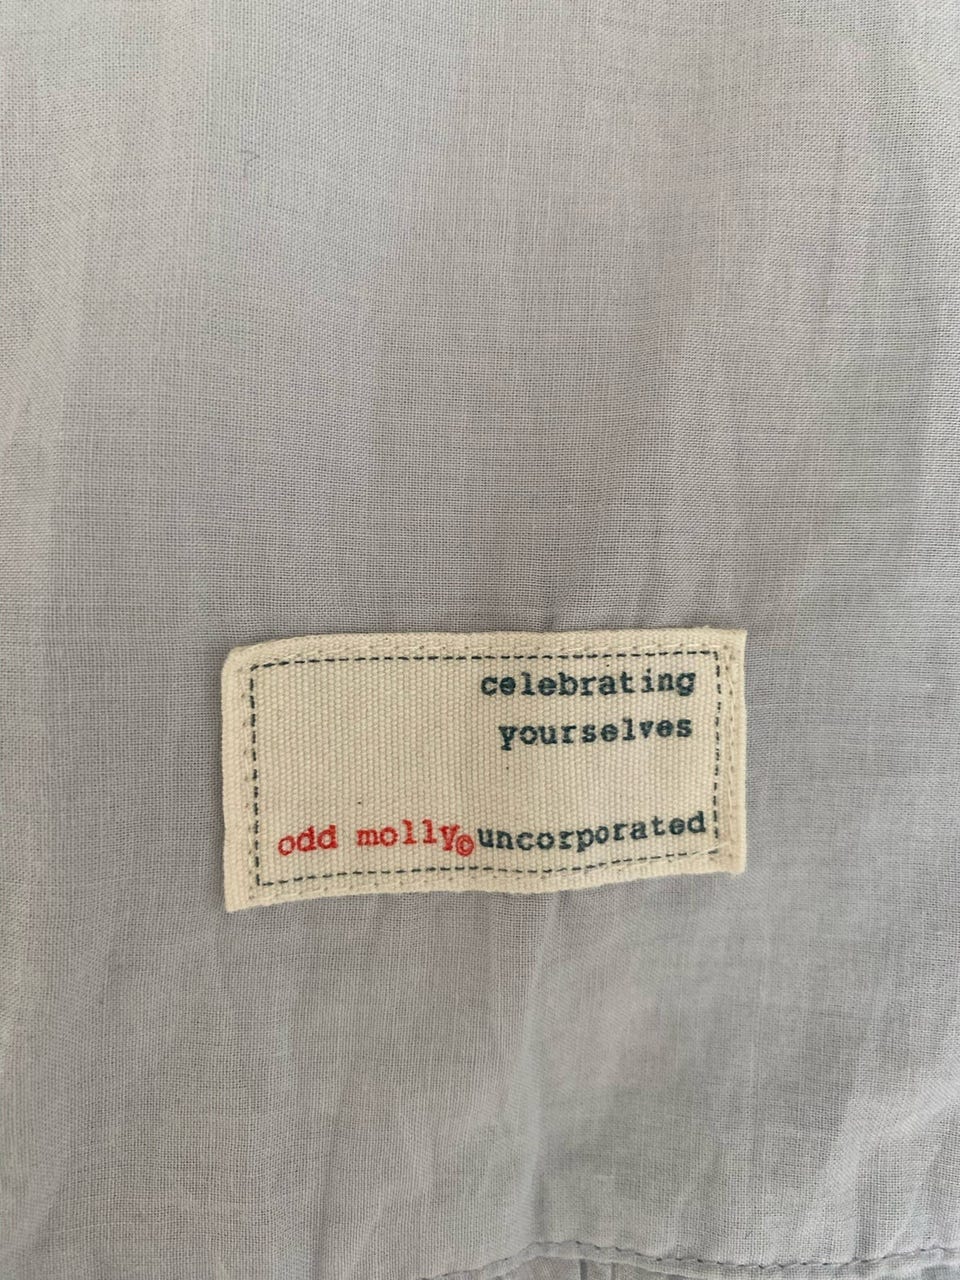 celebrating
yourselves
odd molly©uncorporated